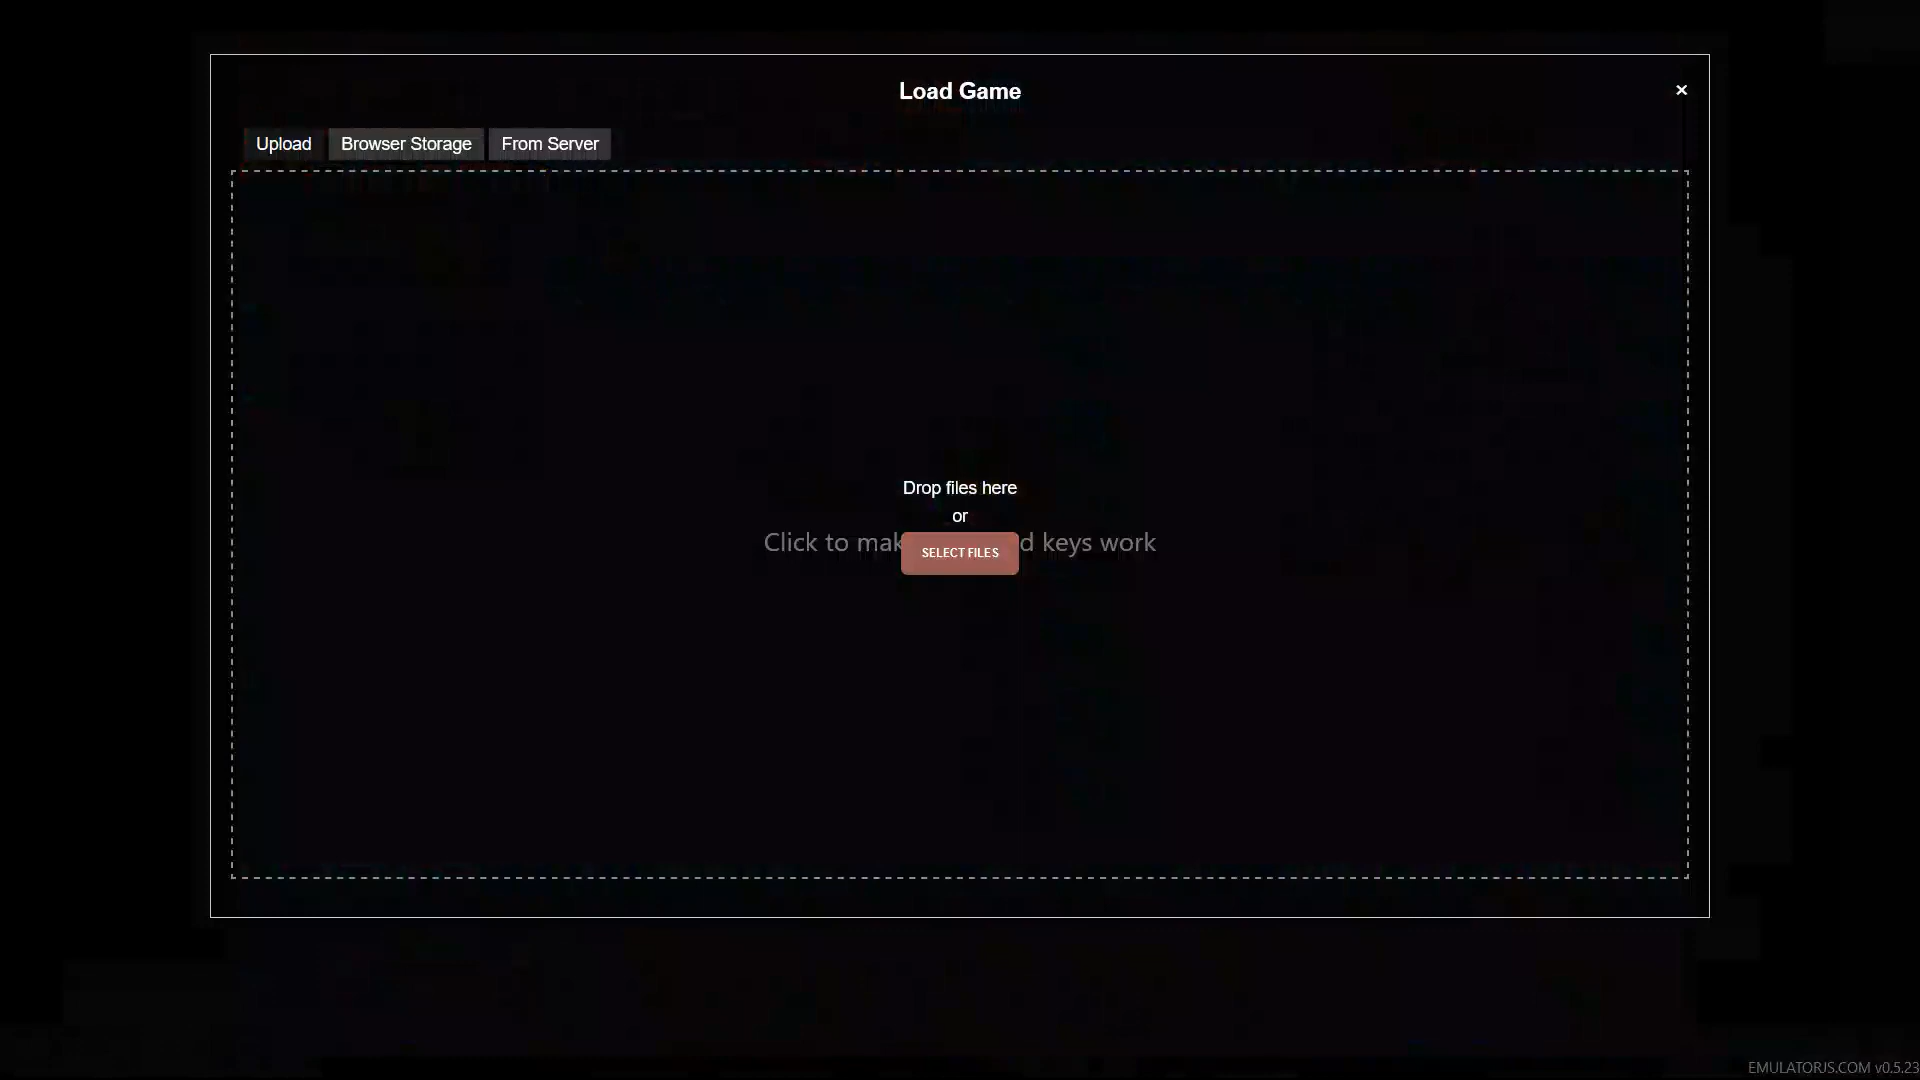 Load Game
×
Upload
Browser Storage
From Server
Drop files here
or
Click to mak
d keys work
SELECT FILES
EMULATORJS.COM v0.5.23